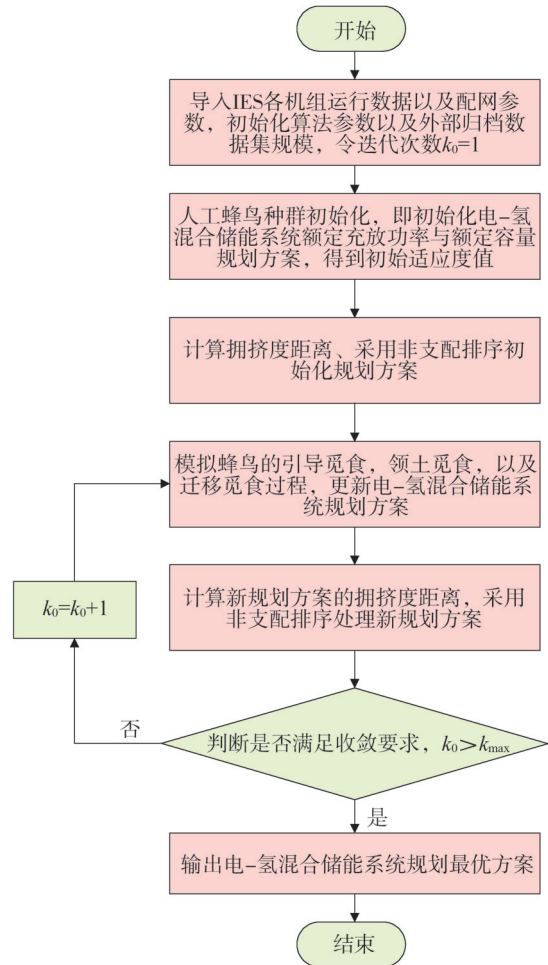 开始
导入IES各机组运行数据以及配网参
数，初始化算法参数以及外部归档数
据集规模，令迭代次数k₀=1
人工蜂鸟种群初始化，即初始化电-氢
混合储能系统额定充放功率与额定容量
规划方案，得到初始适应度值
计算拥挤度距离、采用非支配排序初
始化规划方案
模拟蜂鸟的引导觅食，领土觅食，以及
迁移觅食过程，更新电-氢混合储能系
统规划方案
k₀=k₀+1
计算新规划方案的拥挤度距离，采用
非支配排序处理新规划方案
否
判断是否满足收敛要求，k₀>kmax
是
输出电-氢混合储能系统规划最优方案
结束